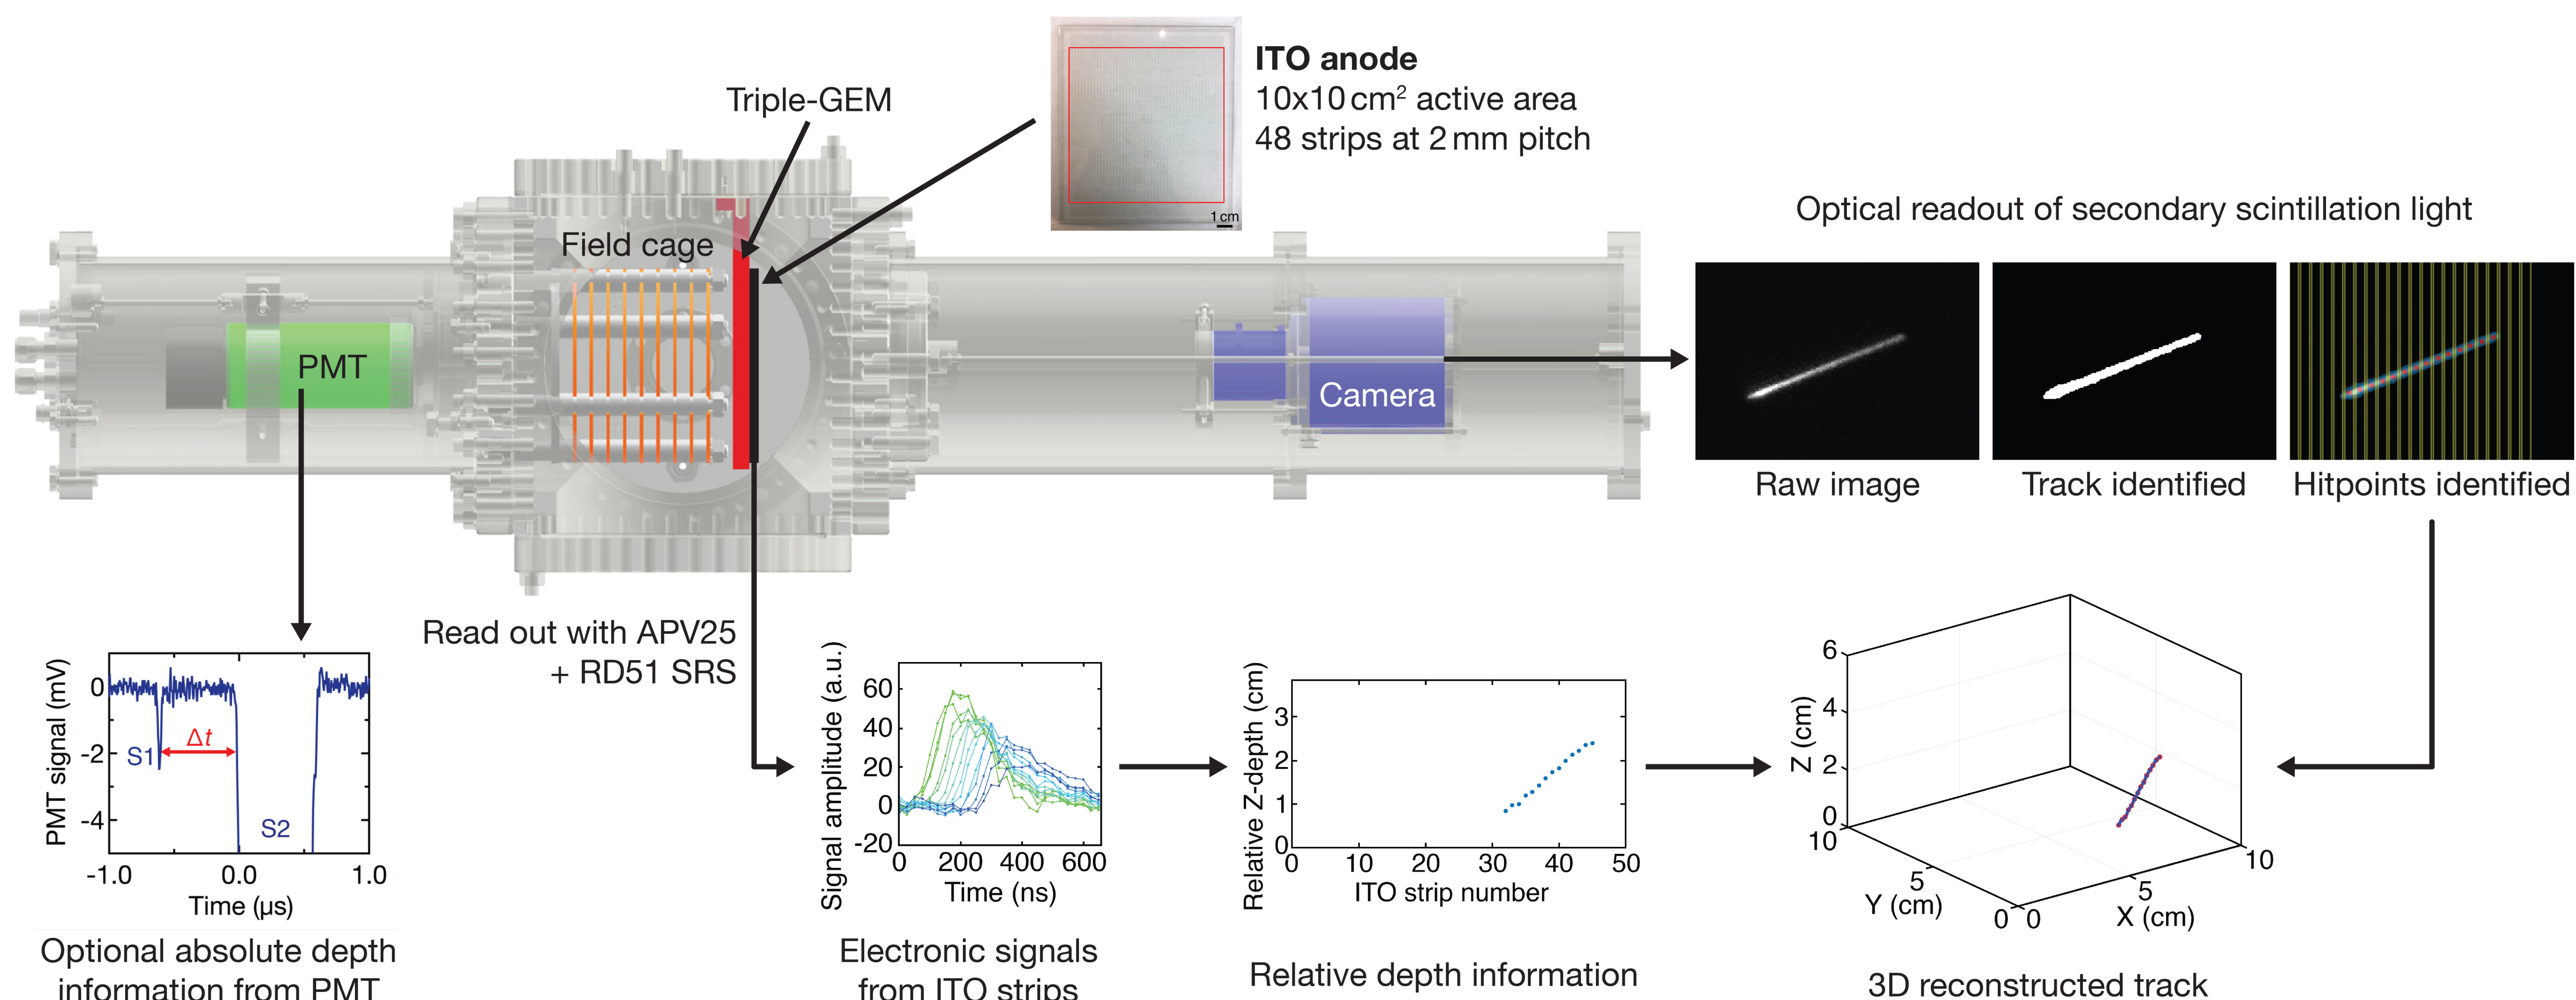 Triple-GEM
ITO anode
10x10 cm² active area
48 strips at 2 mm pitch
1 cm
Field cage
PMT
Camera
Optical readout of secondary scintillation light
Raw image
Track identified
Hitpoints identified
Read out with APV25
+ RD51 SRS
PMT signal (mV)
0
-2
-4
S1
Δt
S2
-1.0
0.0
1.0
Time (µs)
Optional absolute depth
information from PMT
Signal amplitude (a.u.)
60
40
20
0
-20
0
200
400
600
Time (ns)
Electronic signals
from ITO strips
Relative Z-depth (cm)
3
2
1
0
0
10
20
30
40
50
ITO strip number
Relative depth information
Z (cm)
6
4
2
0
10
5
0
Y (cm)
0
5
10
X (cm)
3D reconstructed track